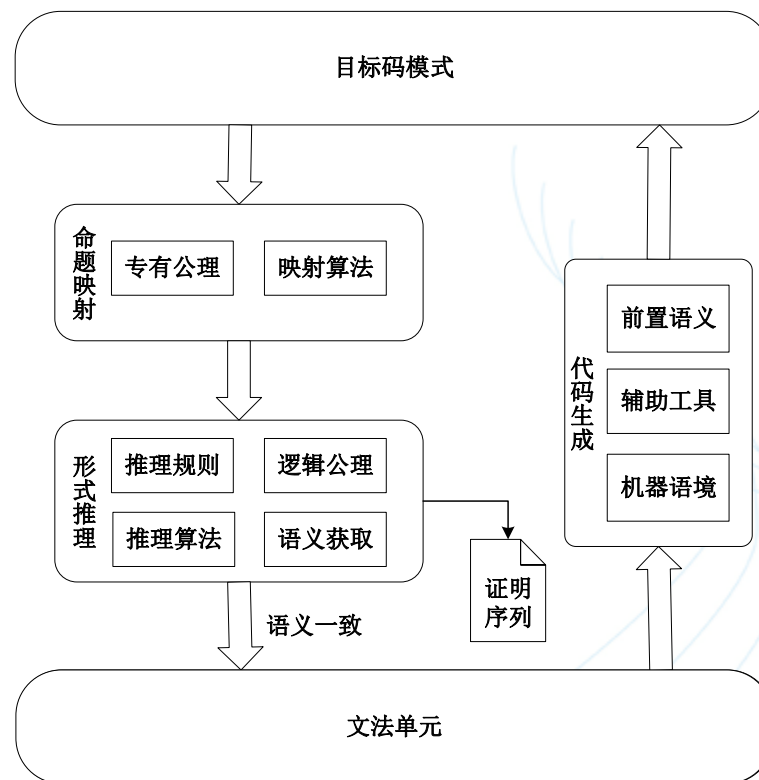 目标码模式
命题映射
专有公理
映射算法
形式推理
推理规则
逻辑公理
推理算法
语义获取
证明
序列
语义一致
代码生成
前置语义
辅助工具
机器语境
文法单元